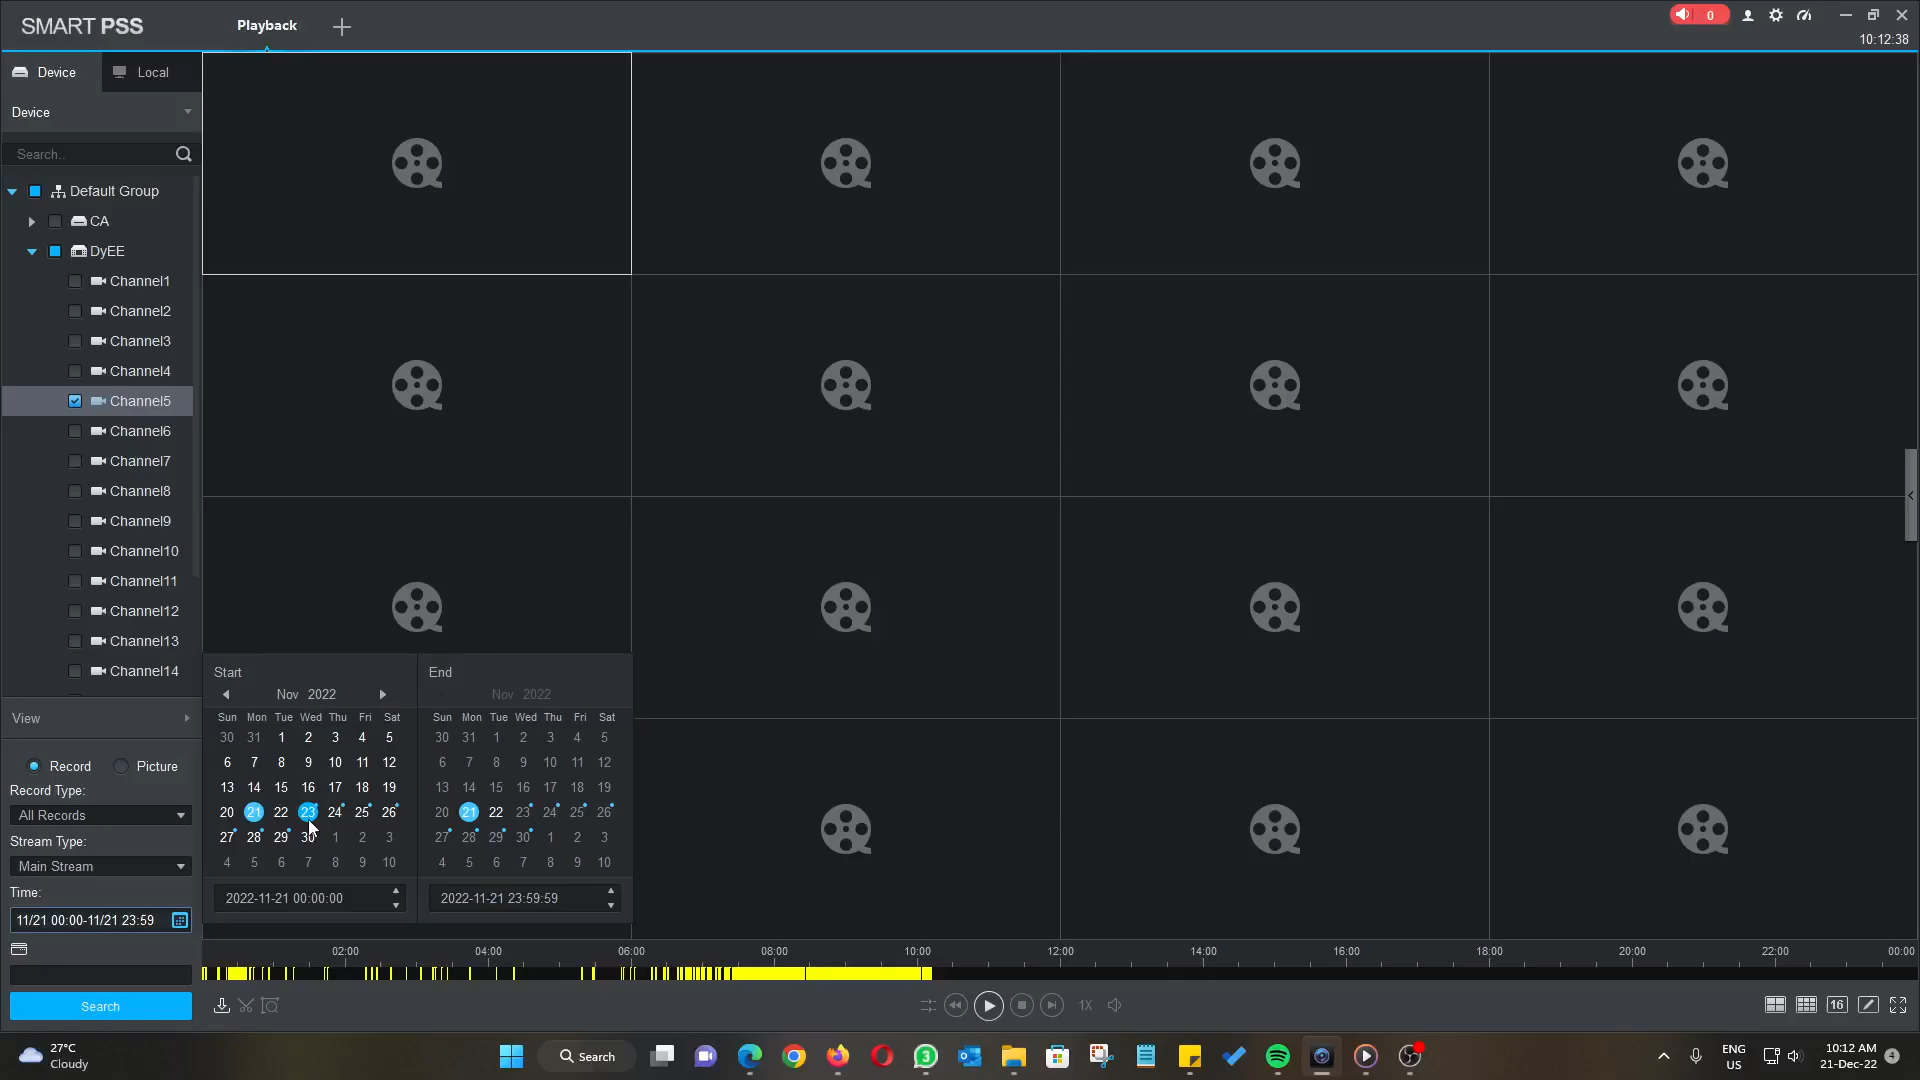 SMART PSS
Playback
0
10:12:38
Device
Local
Device
Search..
Default Group
CA
DyEE
Channel1
Channel2
Channel3
Channel4
Channel5
Channel6
Channel7
Channel8
Channel9
Channel10
Channel11
Channel12
Channel13
Channel14
View
Record
Picture
Record Type:
All Records
Stream Type:
Main Stream
Time:
11/21 00:00-11/21 23:59
Search
Start
Nov 2022
Sun Mon Tue Wed Thu Fri Sat
30 31 1 2 3 4 5
6 7 8 9 10 11 12
13 14 15 16 17 18 19
20 21 22 23 24 25 26
27 28 29 30 1 2 3
4 5 6 7 8 9 10
2022-11-21 00:00:00
End
Nov 2022
Sun Mon Tue Wed Thu Fri Sat
30 31 1 2 3 4 5
6 7 8 9 10 11 12
13 14 15 16 17 18 19
20 21 22 23 24 25 26
27 28 29 30 1 2 3
4 5 6 7 8 9 10
2022-11-21 23:59:59
02:00 04:00 06:00 08:00 10:00 12:00 14:00 16:00 18:00 20:00 22:00 00:00
1X
16
27°C
Cloudy
Search
3
ENG
US
10:12 AM
21-Dec-22
4